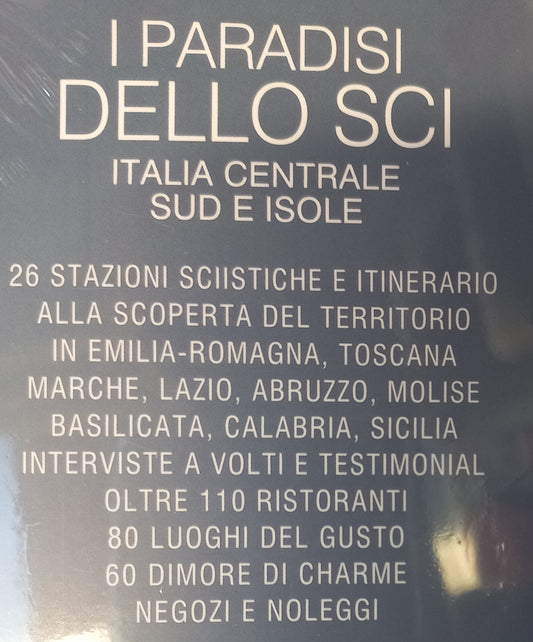 I PARADISI
DELLO SCI
ITALIA CENTRALE
SUD E ISOLE
26 STAZIONI SCIISTICHE E ITINERARIO
ALLA SCOPERTA DEL TERRITORIO
IN EMILIA-ROMAGNA, TOSCANA
MARCHE, LAZIO, ABRUZZO, MOLISE
BASILICATA, CALABRIA, SICILIA
INTERVISTE A VOLTI E TESTIMONIAL
OLTRE 110 RISTORANTI
80 LUOGHI DEL GUSTO
60 DIMORE DI CHARME
NEGOZI E NOLEGGI